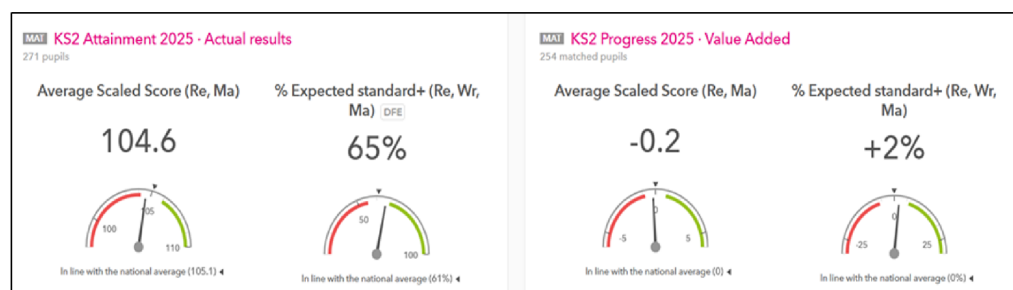 MAT KS2 Attainment 2025 · Actual results
271 pupils
Average Scaled Score (Re, Ma)
104.6
100
105
110
In line with the national average (105.1)
% Expected standard+ (Re, Wr,
Ma) DFE
65%
50
100
In line with the national average (61%)
MAT KS2 Progress 2025 · Value Added
254 matched pupils
Average Scaled Score (Re, Ma)
-0.2
-5
0
5
In line with the national average (0)
% Expected standard+ (Re, Wr,
Ma)
+2%
-25
0
25
In line with the national average (0%)